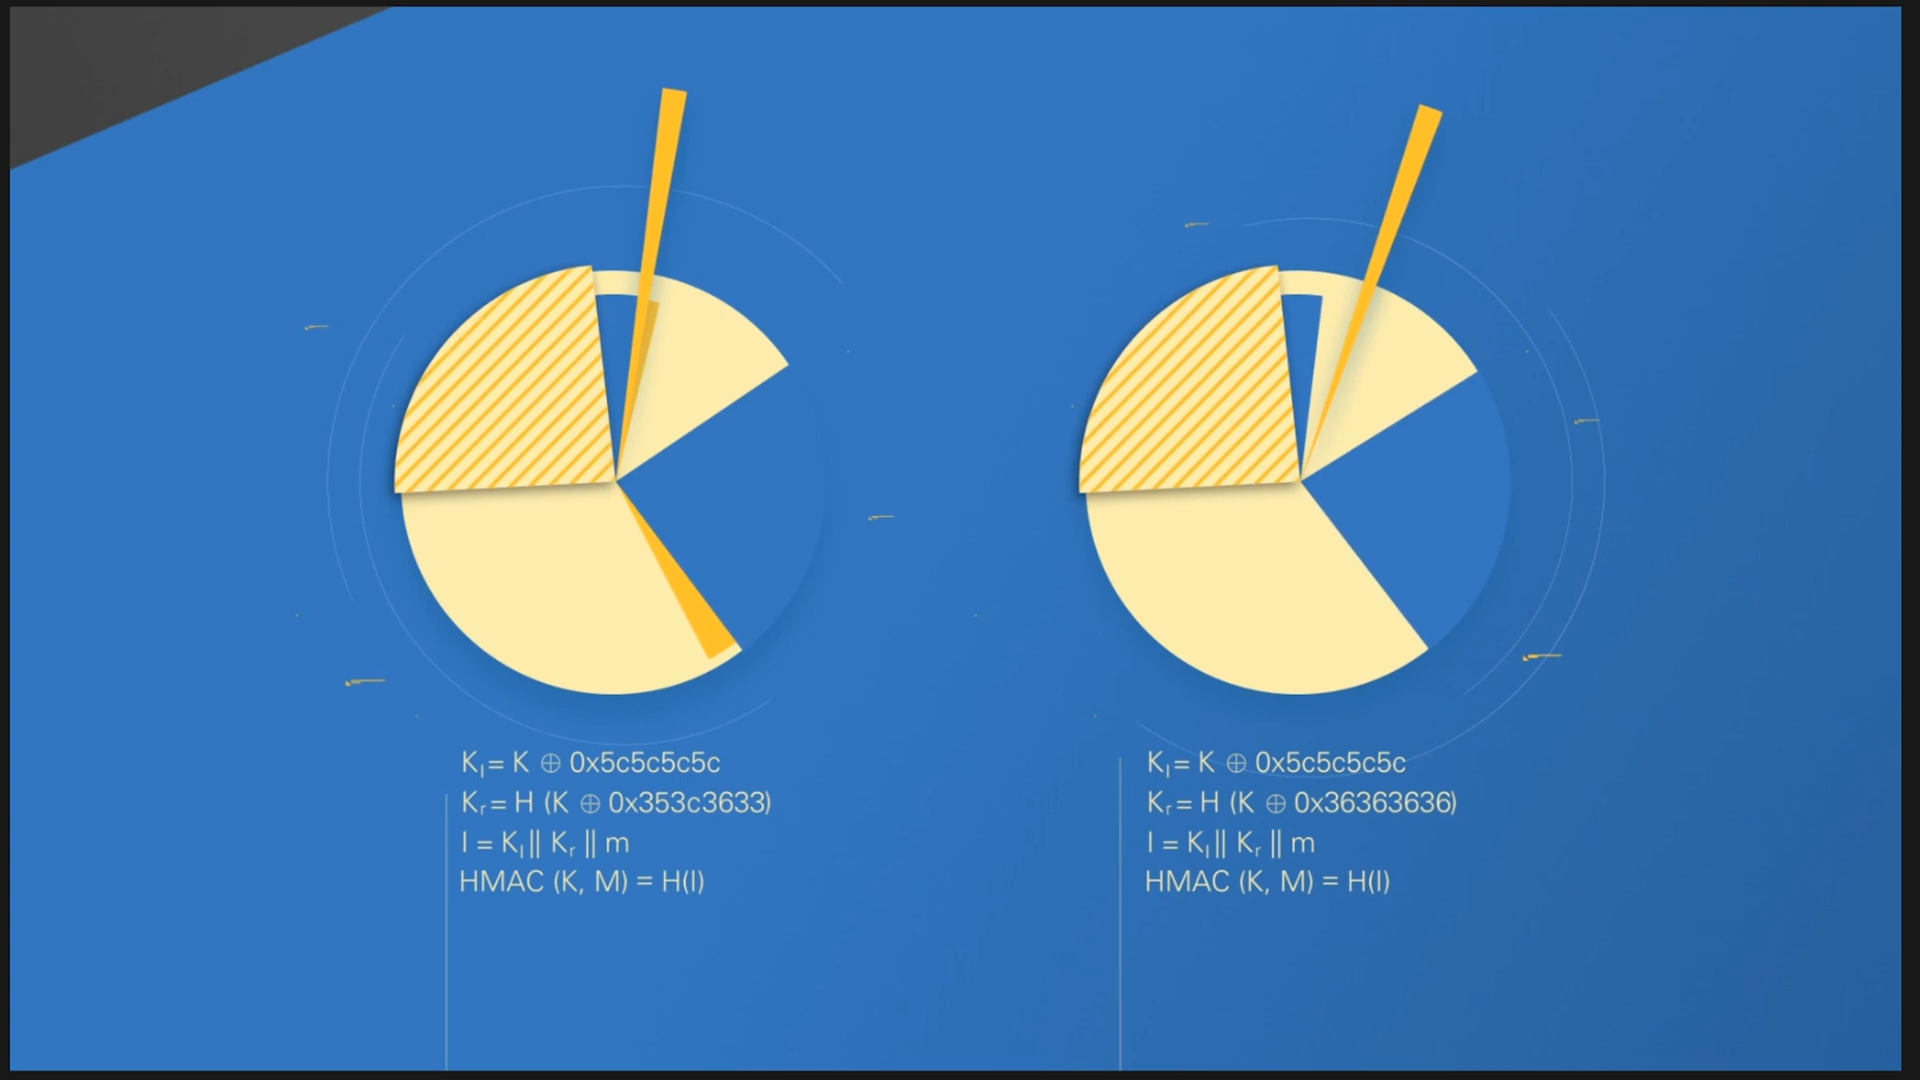 Kₗ= K ⊕ 0x5c5c5c5c
Kᵣ= H (K ⊕ 0x353c3633)
I = Kₗ|| Kᵣ || m
HMAC (K, M) = H(I)
Kₗ= K ⊕ 0x5c5c5c5c
Kᵣ= H (K ⊕ 0x36363636)
I = Kₗ|| Kᵣ || m
HMAC (K, M) = H(I)